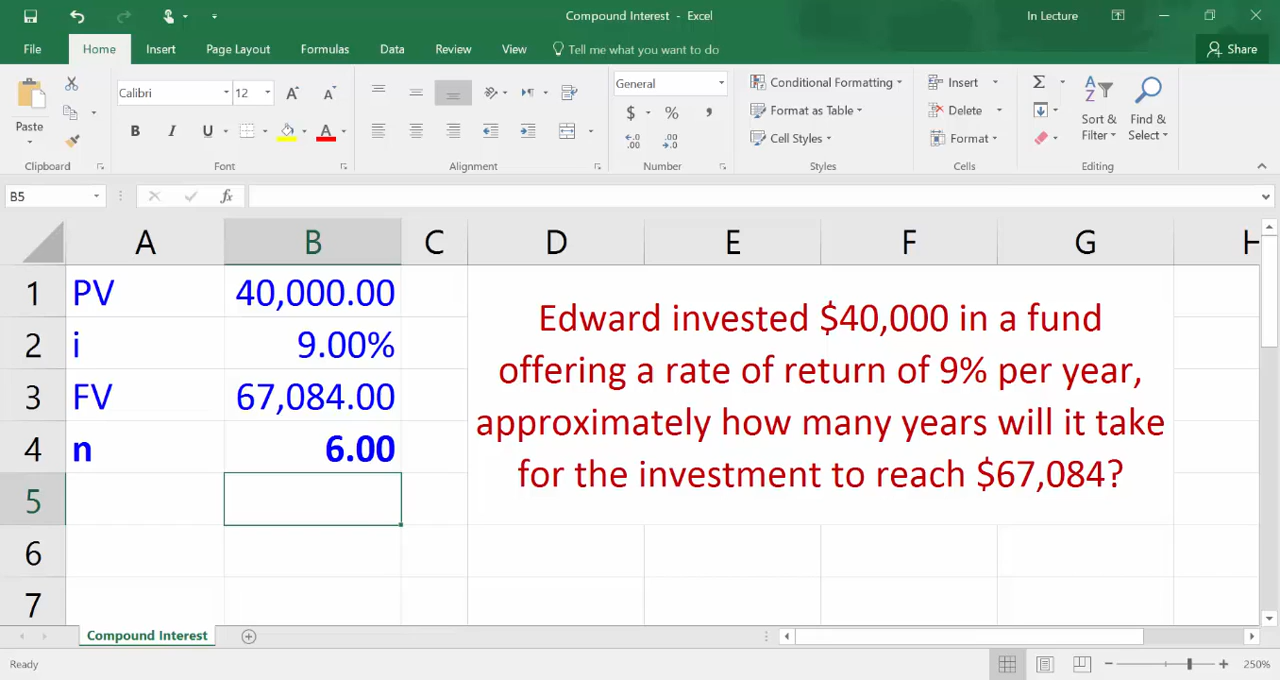 Compound Interest - Excel
In Lecture
File Home Insert Page Layout Formulas Data Review View Tell me what you want to do Share
Calibri 12 General Conditional Formatting Insert
Paste Format as Table Delete Sort & Filter Find & Select
B I U A $ % , Cell Styles Format
Clipboard Font Alignment Number Styles Cells Editing
B5 fx
A B C D E F G H
1 PV 40,000.00
2 i 9.00%
3 FV 67,084.00
4 n 6.00
5
6
7
Edward invested $40,000 in a fund
offering a rate of return of 9% per year,
approximately how many years will it take
for the investment to reach $67,084?
Compound Interest
Ready 250%